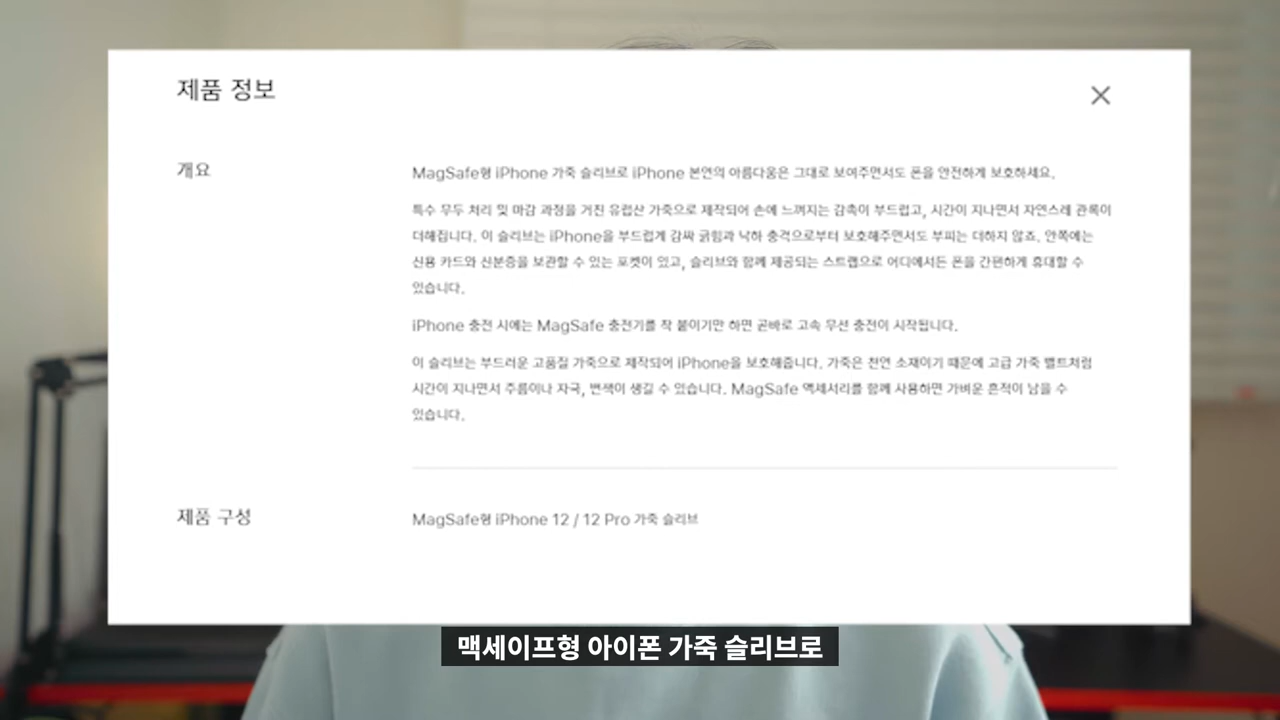 제품 정보
개요
MagSafe형 iPhone 가죽 슬리브로 iPhone 본연의 아름다움은 그대로 보여주면서도 폰을 안전하게 보호하세요.
특수 무두 처리 및 마감 과정을 거친 유럽산 가죽으로 제작되어 손에 느껴지는 감촉이 부드럽고, 시간이 지나면서 자연스레 관록이
더해집니다. 이 슬리브는 iPhone을 부드럽게 감싸 긁힘과 낙하 충격으로부터 보호해주면서도 부피는 더하지 않죠. 안쪽에는
신용 카드와 신분증을 보관할 수 있는 포켓이 있고, 슬리브와 함께 제공되는 스트랩으로 어디에서든 폰을 간편하게 휴대할 수
있습니다.
iPhone 충전 시에는 MagSafe 충전기를 착 붙이기만 하면 곧바로 고속 무선 충전이 시작됩니다.
이 슬리브는 부드러운 고품질 가죽으로 제작되어 iPhone을 보호해줍니다. 가죽은 천연 소재이기 때문에 고급 가죽 벨트처럼
시간이 지나면서 주름이나 자국, 변색이 생길 수 있습니다. MagSafe 액세서리를 함께 사용하면 가벼운 흔적이 남을 수
있습니다.
제품 구성
MagSafe형 iPhone 12 / 12 Pro 가죽 슬리브
맥세이프형 아이폰 가죽 슬리브로